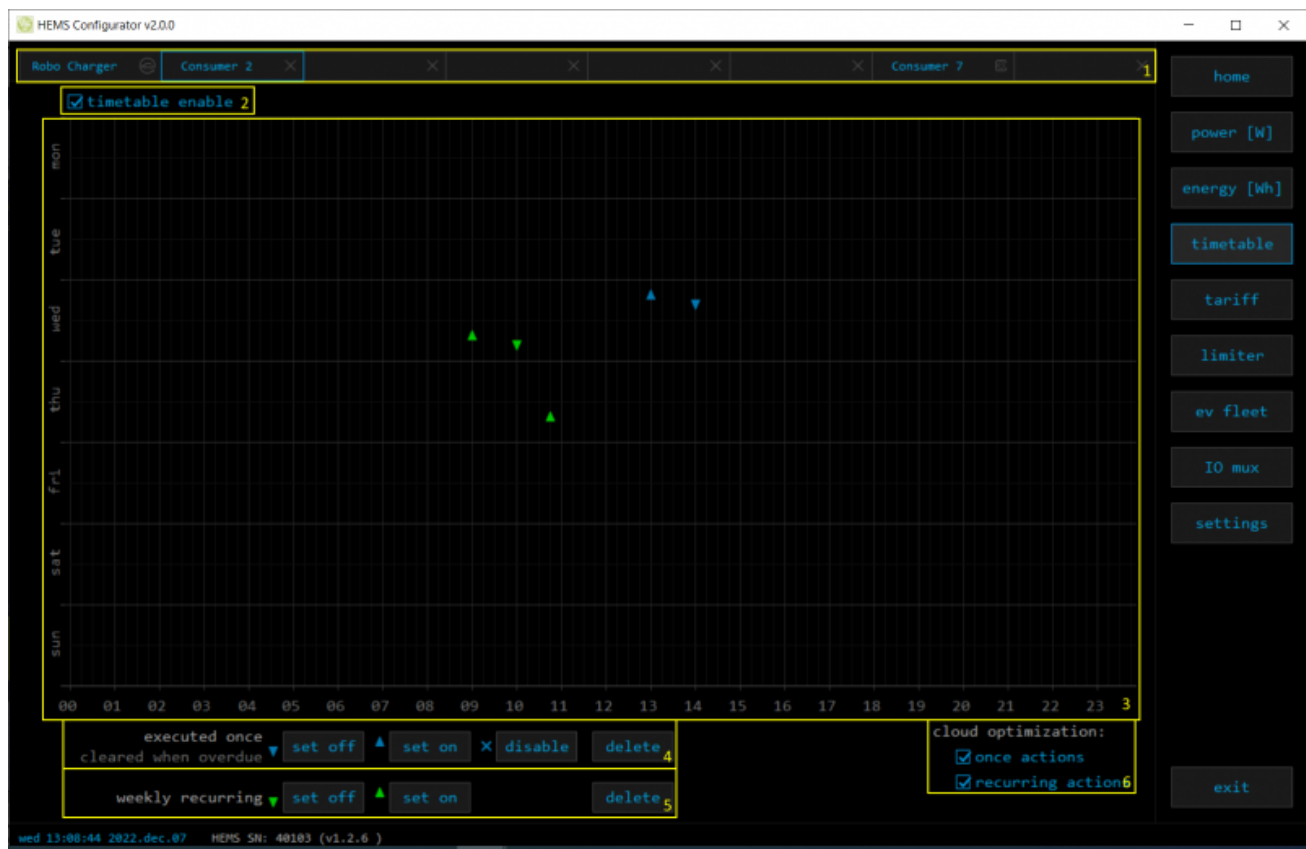 HEMS Configurator v2.0.0
Robo Charger Consumer 2 Consumer 7 1
home
timetable enable 2
power [W]
energy [Wh]
timetable
tariff
limiter
ev fleet
IO mux
settings
mon
tue
wed
thu
fri
sat
sun
00 01 02 03 04 05 06 07 08 09 10 11 12 13 14 15 16 17 18 19 20 21 22 23 3
executed once
cleared when overdue set off set on disable delete 4
weekly recurring set off set on delete 5
cloud optimization:
once actions
recurring action 6
exit
wed 13:08:44 2022.dec.07 HEMS SN: 40103 (v1.2.6 )